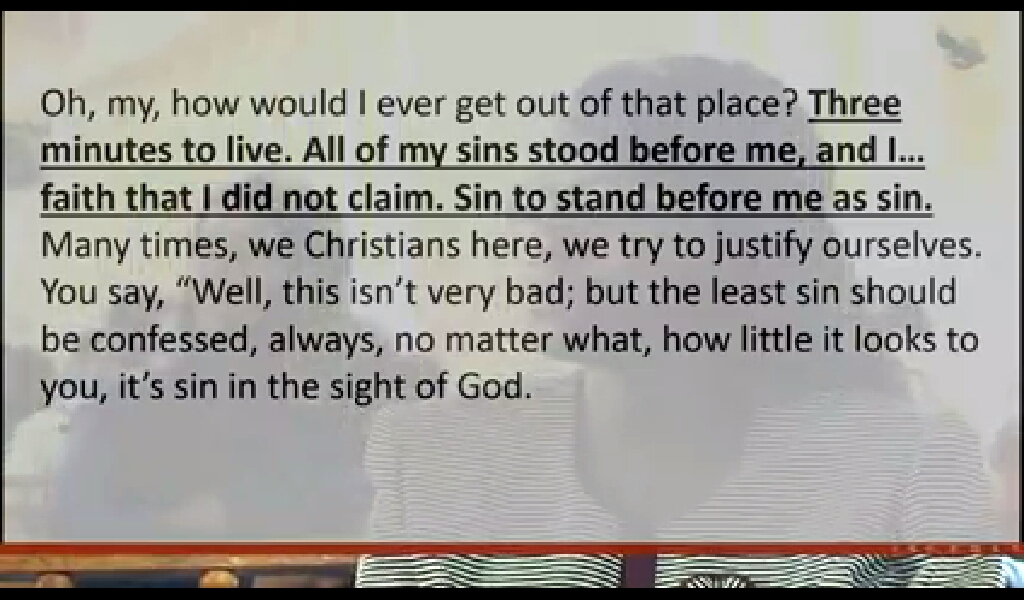 Oh, my, how would I ever get out of that place? Three
minutes to live. All of my sins stood before me, and I...
faith that I did not claim. Sin to stand before me as sin.
Many times, we Christians here, we try to justify ourselves.
You say, “Well, this isn’t very bad; but the least sin should
be confessed, always, no matter what, how little it looks to
you, it’s sin in the sight of God.